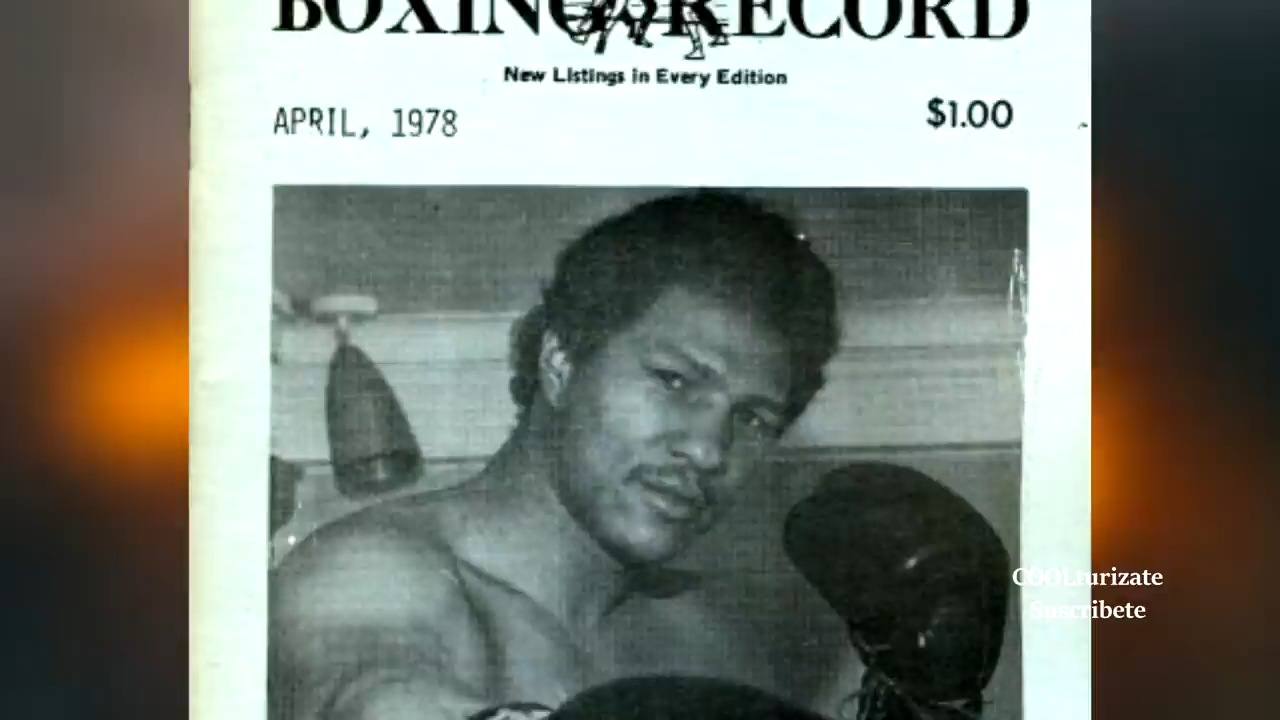 BOXING RECORD
New Listings in Every Edition
APRIL, 1978
$1.00
COOLturizate
Suscribete